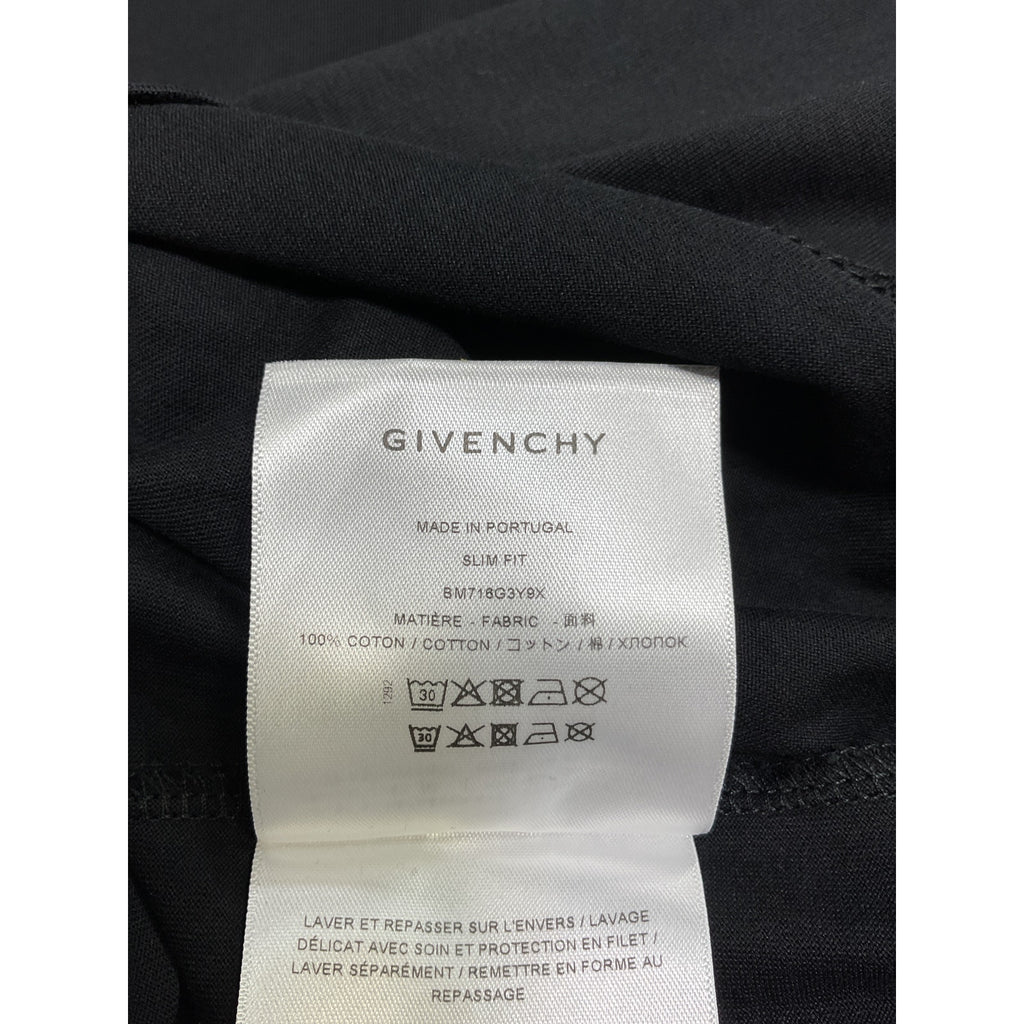 GIVENCHY
MADE IN PORTUGAL
SLIM FIT
BM718G3Y9X
MATIÈRE - FABRIC - 面料
100% COTON / COTTON / コットン / 棉 / ХЛОПОК
1292
30
30
LAVER ET REPASSER SUR L'ENVERS / LAVAGE
DÉLICAT AVEC SOIN ET PROTECTION EN FILET /
LAVER SÉPARÉMENT / REMETTRE EN FORME AU
REPASSAGE